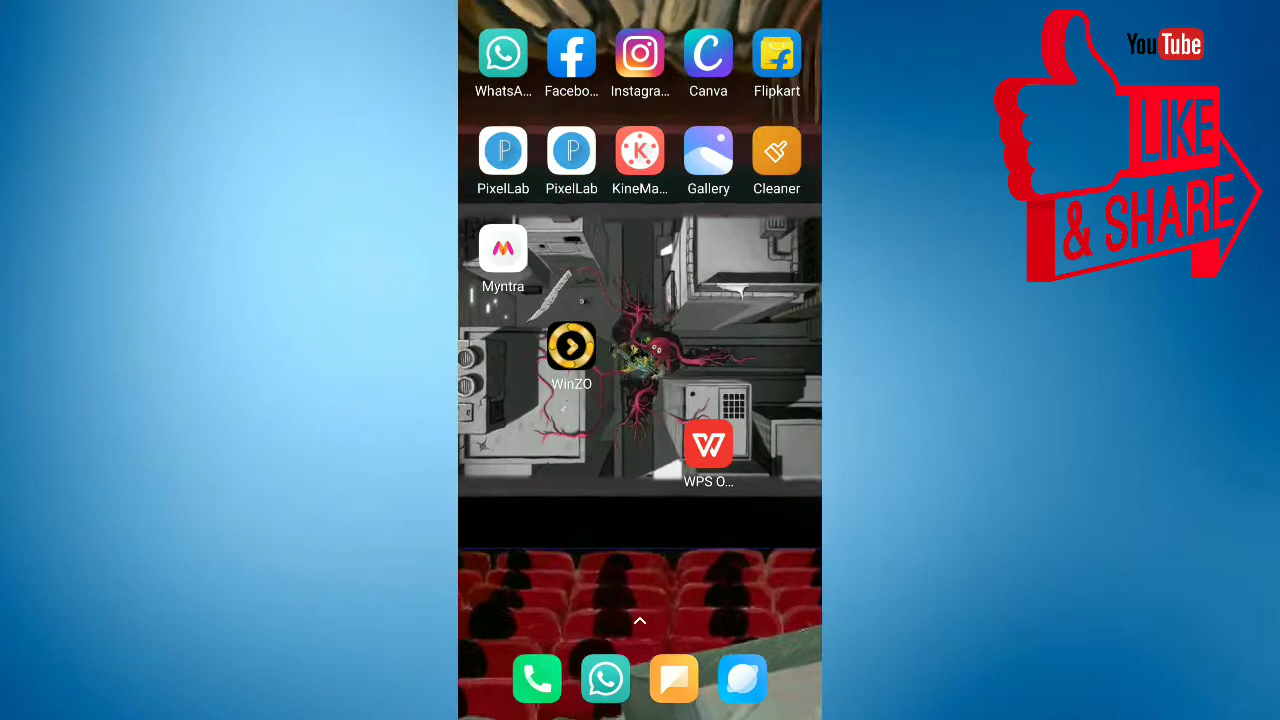 YouTube
LIKE
& SHARE
WhatsA...
Facebo...
Instagra...
Canva
Flipkart
PixelLab
PixelLab
KineMa...
Gallery
Cleaner
Myntra
WinZO
WPS O...